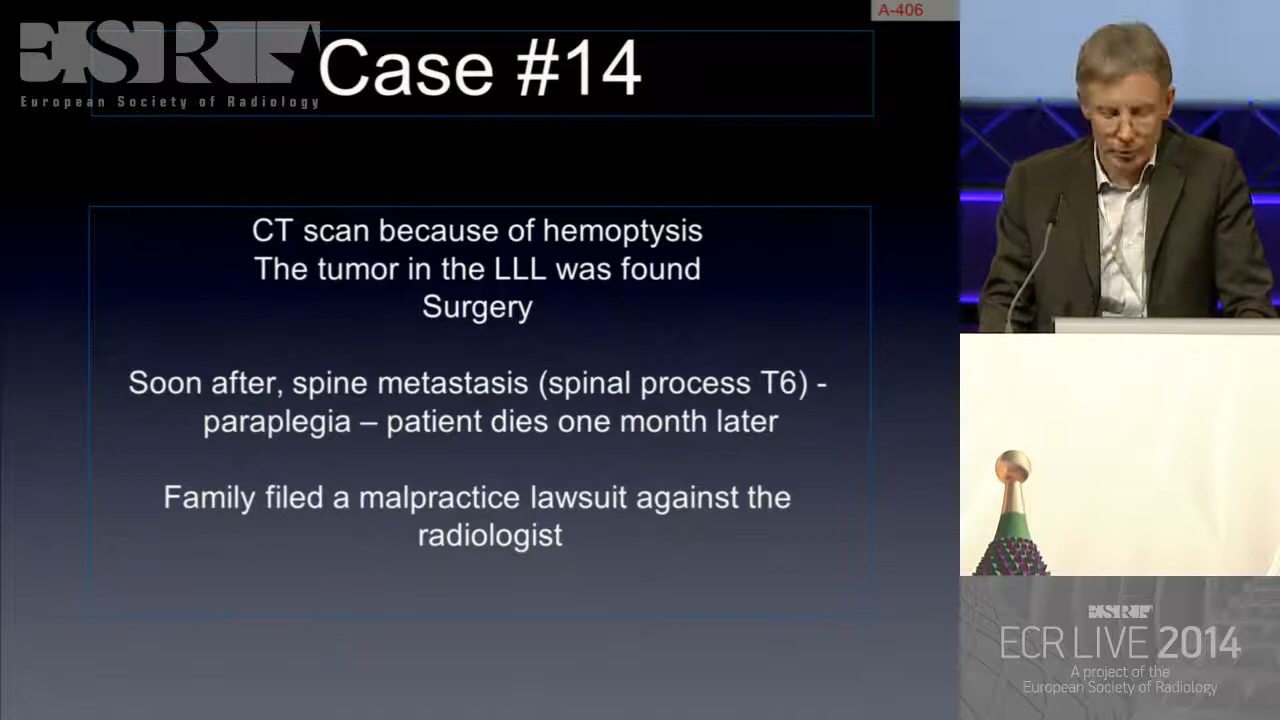 A-406
ESR
European Society of Radiology
Case #14
CT scan because of hemoptysis
The tumor in the LLL was found
Surgery
Soon after, spine metastasis (spinal process T6) -
paraplegia – patient dies one month later
Family filed a malpractice lawsuit against the
radiologist
ESR
ECR LIVE 2014
A project of the
European Society of Radiology